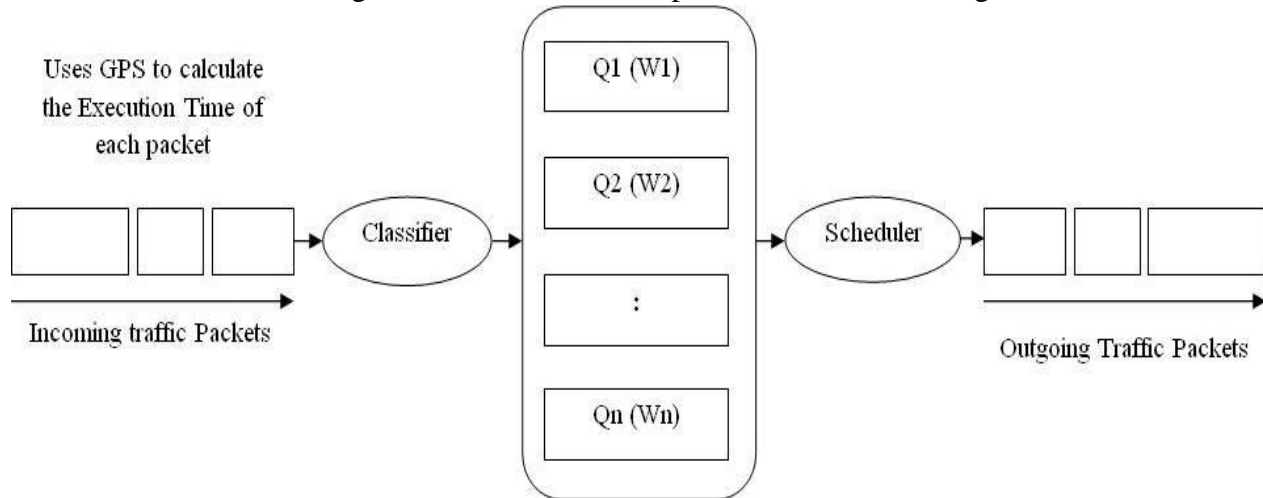 Uses GPS to calculate
the Execution Time of
each packet
Incoming traffic Packets
Classifier
Q1 (W1)
Q2 (W2)
:
Qn (Wn)
Scheduler
Outgoing Traffic Packets